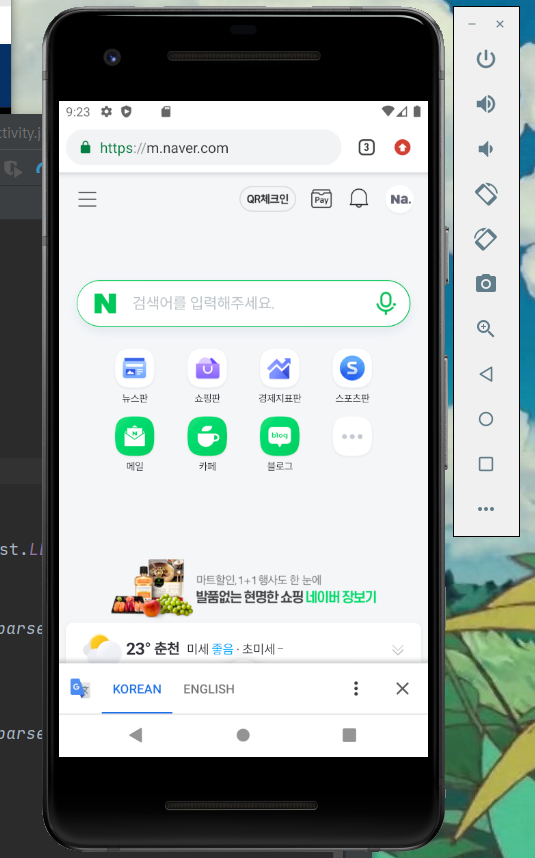 ctivity.j
9:23
https://m.naver.com
3
QR체크인
Pay
Na.
N
검색어를 입력해주세요.
뉴스판
쇼핑판
경제지표판
스포츠판
S
메일
카페
블로그
blog
st.L
마트할인, 1+1 행사도 한 눈에
발품없는 현명한 쇼핑 네이버 장보기
parse
23° 춘천 미세 좋음 · 초미세 -
G
KOREAN
ENGLISH
parse